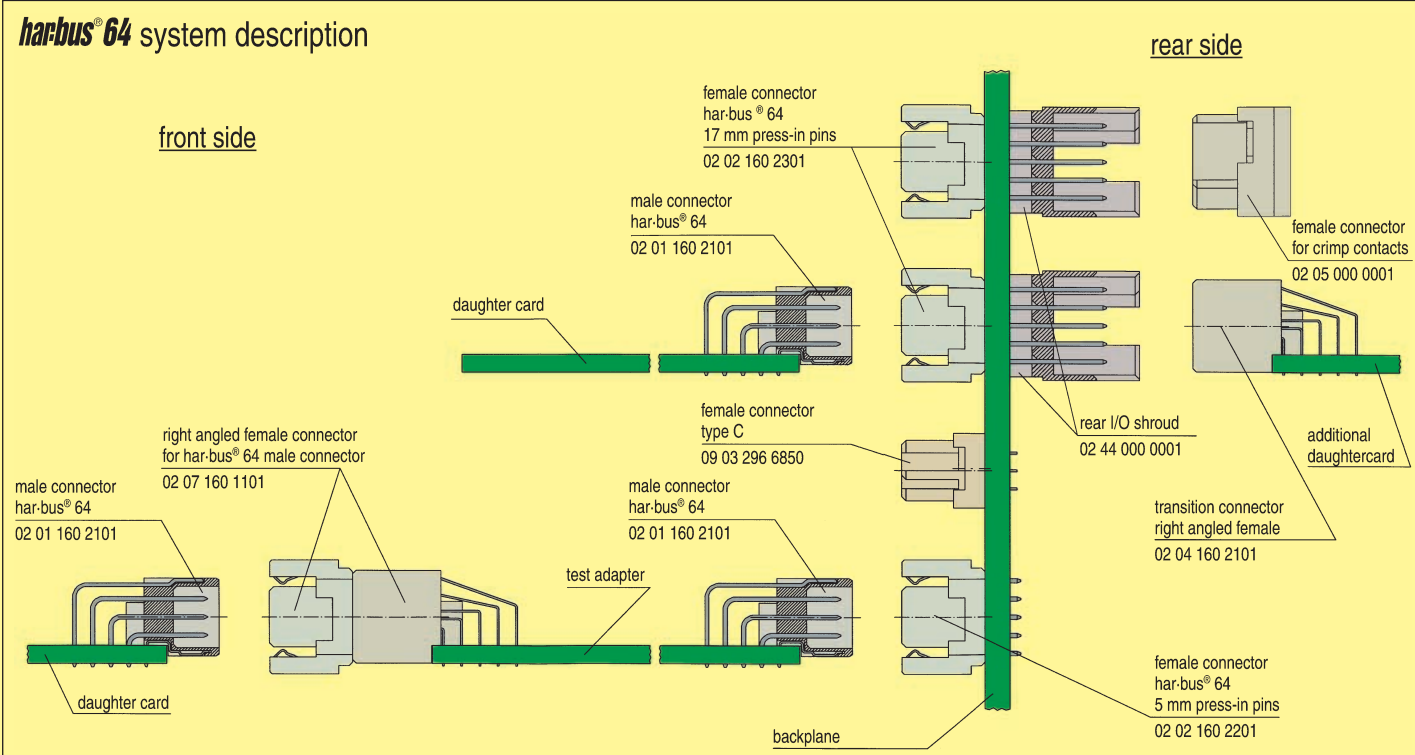 har·bus® 64 system description
rear side
front side
female connector
har·bus ® 64
17 mm press-in pins
02 02 160 2301
male connector
har·bus® 64
02 01 160 2101
female connector
for crimp contacts
02 05 000 0001
daughter card
female connector
type C
09 03 296 6850
rear I/O shroud
02 44 000 0001
additional
daughtercard
right angled female connector
for har·bus® 64 male connector
02 07 160 1101
male connector
har·bus® 64
02 01 160 2101
male connector
har·bus® 64
02 01 160 2101
transition connector
right angled female
02 04 160 2101
test adapter
daughter card
female connector
har·bus® 64
5 mm press-in pins
02 02 160 2201
backplane